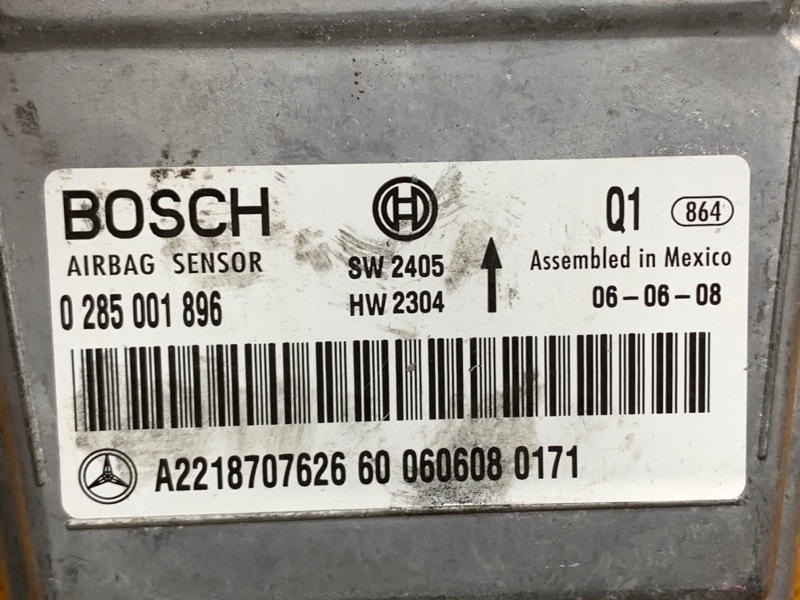 BOSCH
Q1 864
AIRBAG SENSOR
SW 2405
Assembled in Mexico
0 285 001 896
HW 2304
06-06-08
A2218707626 60 060608 0171